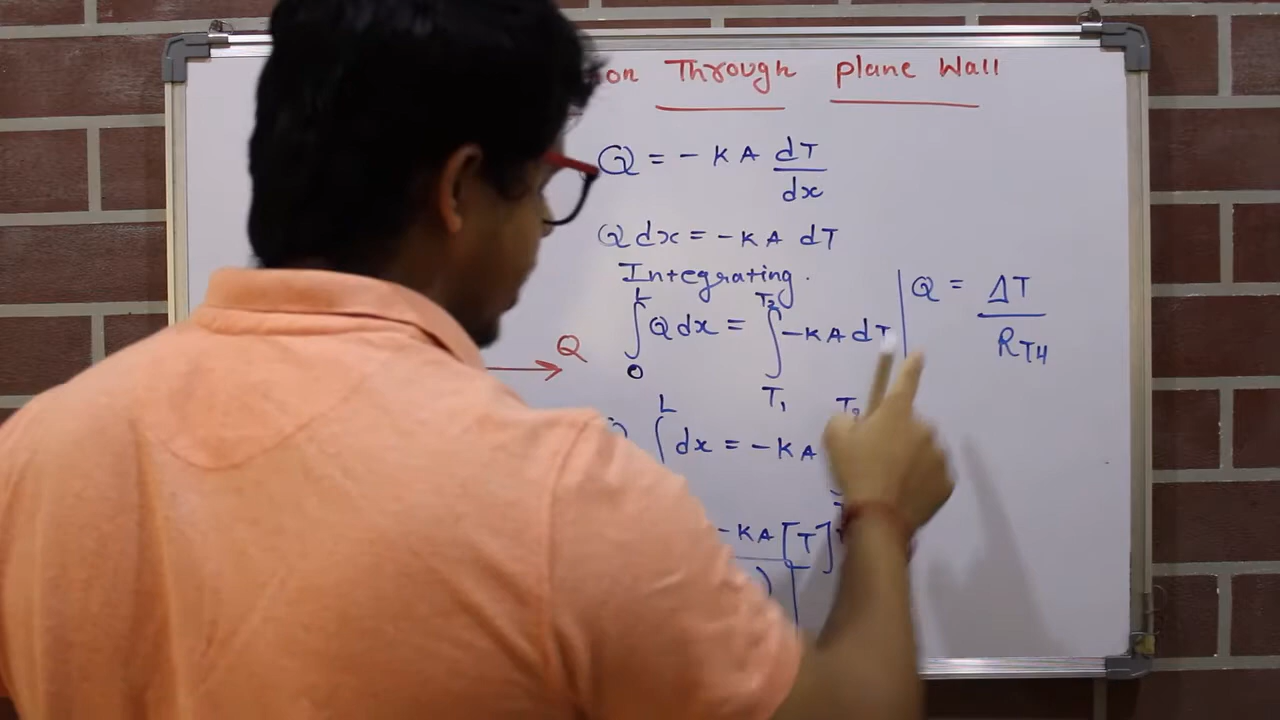 Through plane Wall
Q = - K A dT/dx
Q dx = - K A dT
Integrating.
∫₀ᴸ Q dx = ∫_{T₁}^{T₂} - K A dT
Q
L
dx = - K A
- K A [T]
Q = ΔT/R_{TH}